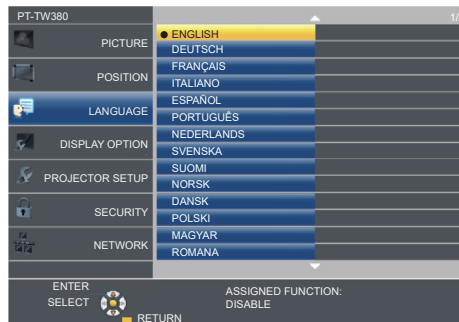 PT-TW380
1/
PICTURE
POSITION
LANGUAGE
DISPLAY OPTION
PROJECTOR SETUP
SECURITY
NETWORK
ENGLISH
DEUTSCH
FRANÇAIS
ITALIANO
ESPAÑOL
PORTUGUÊS
NEDERLANDS
SVENSKA
SUOMI
NORSK
DANSK
POLSKI
MAGYAR
ROMANA
ENTER
SELECT
RETURN
ASSIGNED FUNCTION:
DISABLE